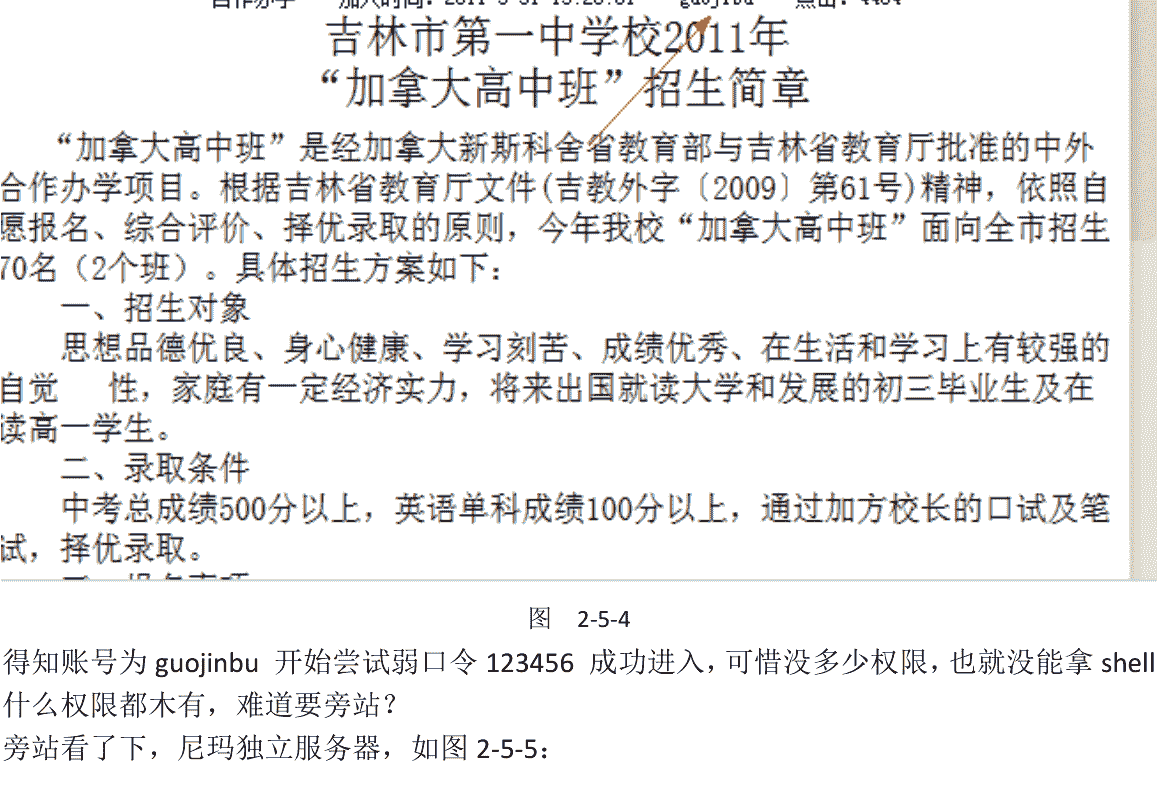 吉林市第一中学校2011年
“加拿大高中班”招生简章
“加拿大高中班”是经加拿大新斯科舍省教育部与吉林省教育厅批准的中外
合作办学项目。根据吉林省教育厅文件(吉教外字〔2009〕第61号)精神，依照自
愿报名、综合评价、择优录取的原则，今年我校“加拿大高中班”面向全市招生
70名（2个班）。具体招生方案如下：
一、招生对象
思想品德优良、身心健康、学习刻苦、成绩优秀、在生活和学习上有较强的
自觉 性，家庭有一定经济实力，将来出国就读大学和发展的初三毕业生及在
读高一学生。
二、录取条件
中考总成绩500分以上，英语单科成绩100分以上，通过加方校长的口试及笔
试，择优录取。
图 2-5-4
得知账号为 guojinbu 开始尝试弱口令 123456 成功进入，可惜没多少权限，也就没能拿 shell
什么权限都木有，难道要旁站？
旁站看了下，尼玛独立服务器，如图 2-5-5：